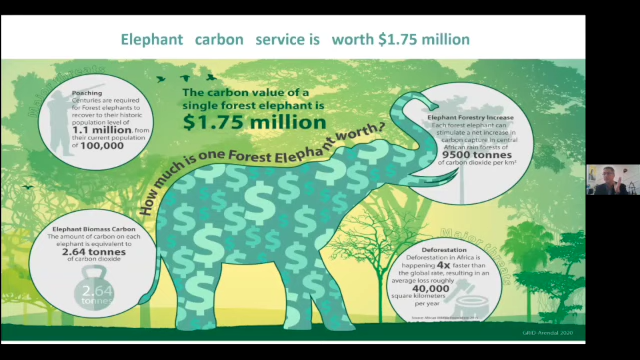 Elephant carbon service is worth $1.75 million
Poaching
Centuries are required
for Forest elephants to
recover to their historic
population level of
1.1 million, from
their current population
of 100,000
The carbon value of a
single forest elephant is
$1.75 million
How much is one Forest Elephant worth?
Elephant Forestry Increase
Each forest elephant can
stimulate a net increase in
carbon capture in central
African rain forests of
9500 tonnes
of carbon dioxide per km²
Elephant Biomass Carbon
The amount of carbon on each
elephant is equivalent to
2.64 tonnes
of carbon dioxide
2.64
tonnes
Deforestation
Deforestation in Africa is
happening 4x faster than
the global rate, resulting in an
average loss roughly
40,000
square kilometers
per year
GRID-Arendal, 2020